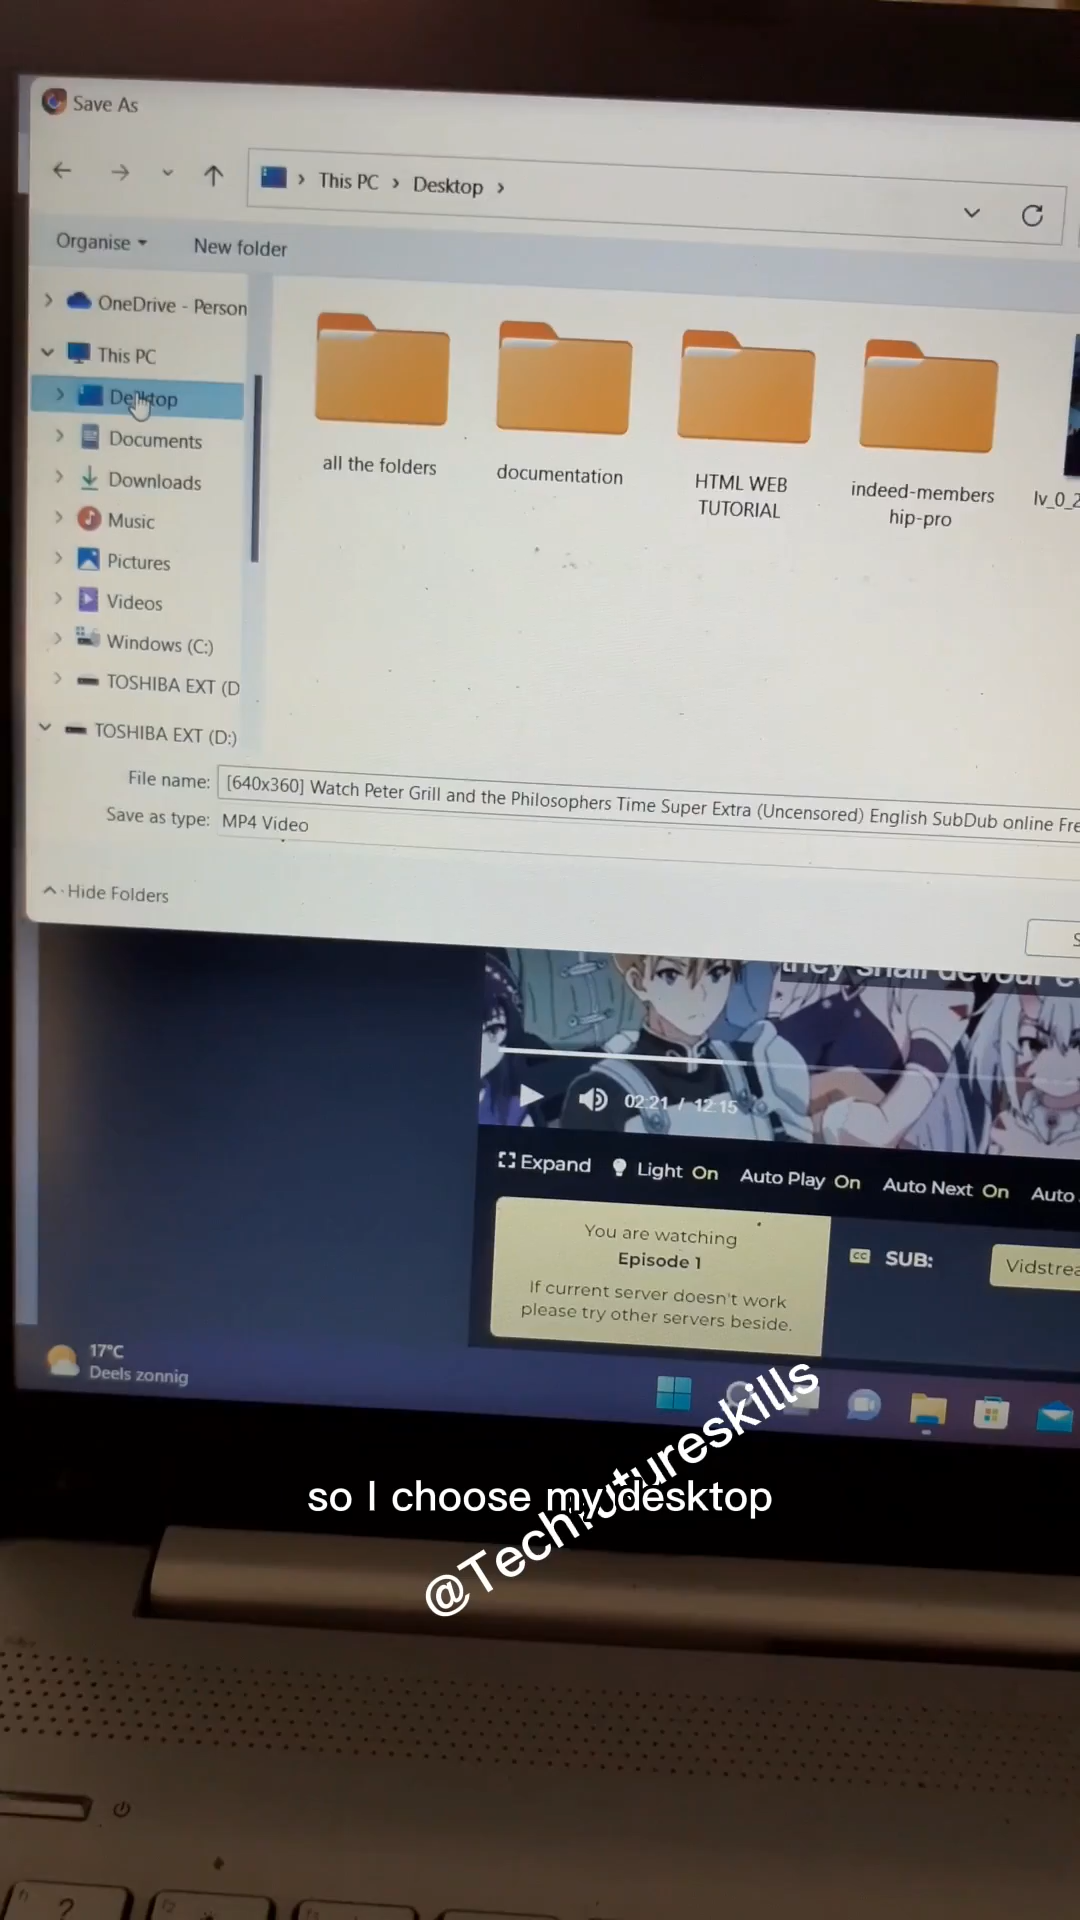 Save As
This PC > Desktop >
Organise
New folder
OneDrive - Person
This PC
Desktop
Documents
Downloads
Music
Pictures
Videos
Windows (C:)
TOSHIBA EXT (D
TOSHIBA EXT (D:)
all the folders
documentation
HTML WEB
TUTORIAL
indeed-members
hip-pro
lv_0_2
File name: [640x360] Watch Peter Grill and the Philosophers Time Super Extra (Uncensored) English SubDub online Fre
Save as type: MP4 Video
Hide Folders
they shall devour
02:21 / 12:15
Expand Light On Auto Play On Auto Next On Auto
You are watching
Episode 1
If current server doesn't work
please try other servers beside.
cc SUB: Vidstrea
17°C
Deels zonnig
so I choose my desktop
@Techfutureskills